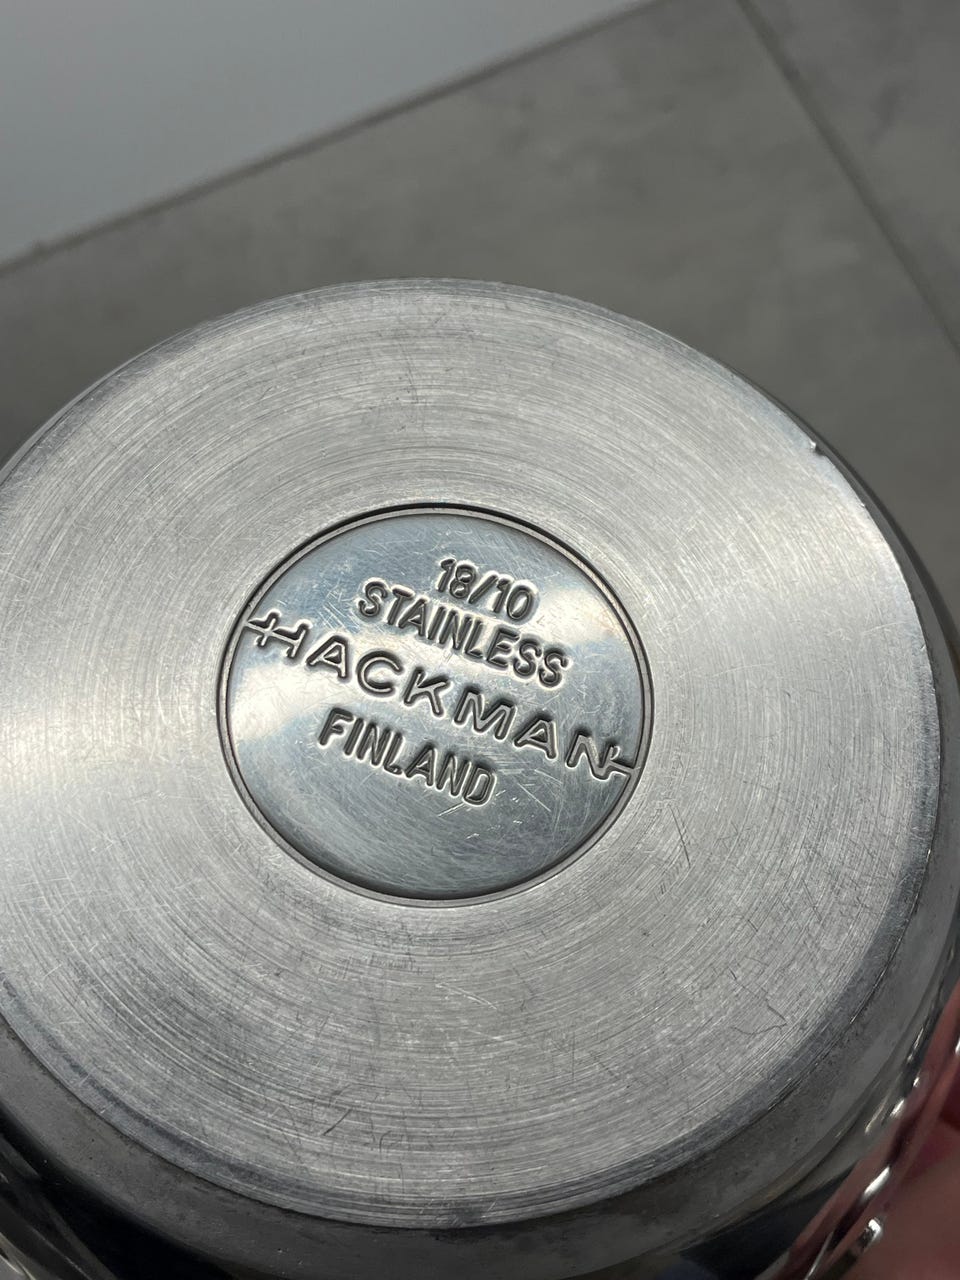 18/10
STAINLESS
HACKMAN
FINLAND